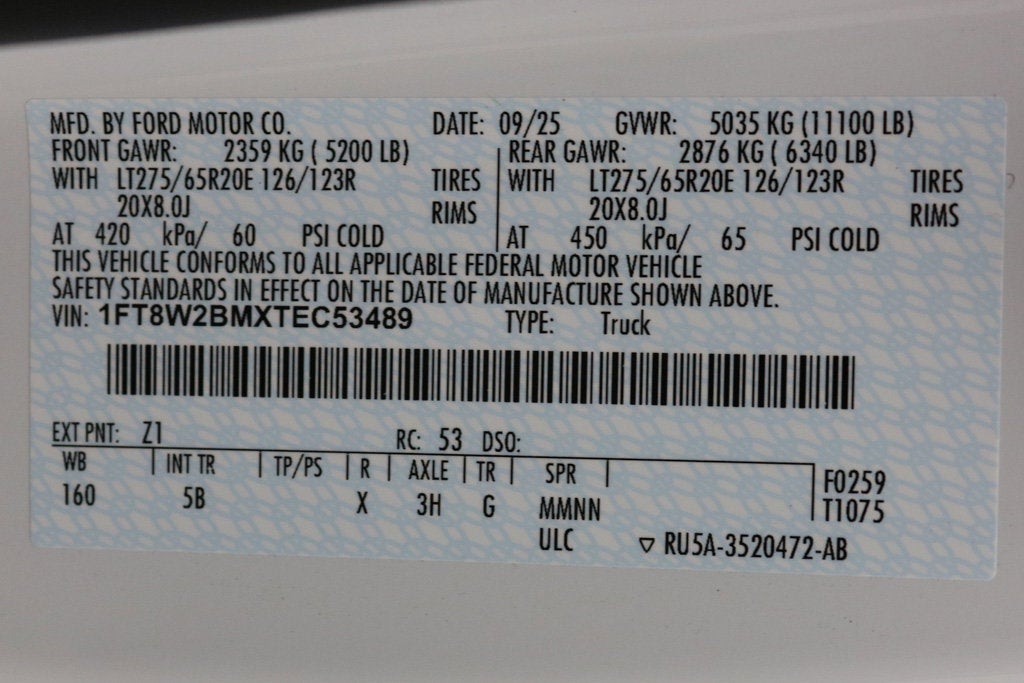 MFD. BY FORD MOTOR CO. DATE: 09/25 GVWR: 5035 KG (11100 LB)
FRONT GAWR: 2359 KG ( 5200 LB) REAR GAWR: 2876 KG ( 6340 LB)
WITH LT275/65R20E 126/123R TIRES WITH LT275/65R20E 126/123R TIRES
20X8.0J RIMS 20X8.0J RIMS
AT 420 kPa/ 60 PSI COLD AT 450 kPa/ 65 PSI COLD
THIS VEHICLE CONFORMS TO ALL APPLICABLE FEDERAL MOTOR VEHICLE
SAFETY STANDARDS IN EFFECT ON THE DATE OF MANUFACTURE SHOWN ABOVE.
VIN: 1FT8W2BMXTEC53489 TYPE: Truck
EXT PNT: Z1 RC: 53 DSO:
WB INT TR TP/PS R AXLE TR SPR F0259
160 5B X 3H G MMNN T1075
ULC ▽ RU5A-3520472-AB